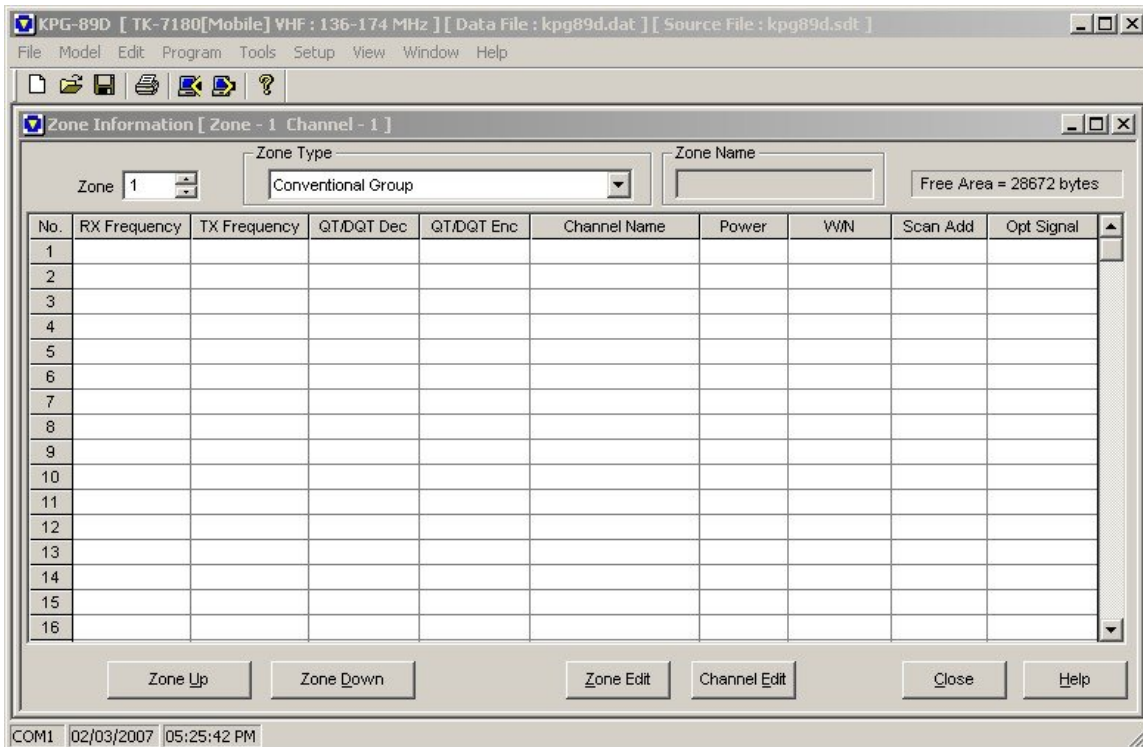 KPG-89D [ TK-7180[Mobile] VHF : 136-174 MHz ] [ Data File : kpg89d.dat ] [ Source File : kpg89d.sdt ]
File Model Edit Program Tools Setup View Window Help
Zone Information [ Zone - 1 Channel - 1 ]
Zone Type
Zone Name
Zone 1
Conventional Group
Free Area = 28672 bytes
No. RX Frequency TX Frequency QT/DQT Dec QT/DQT Enc Channel Name Power W/N Scan Add Opt Signal
1
2
3
4
5
6
7
8
9
10
11
12
13
14
15
16
Zone Up Zone Down Zone Edit Channel Edit Close Help
COM1 02/03/2007 05:25:42 PM